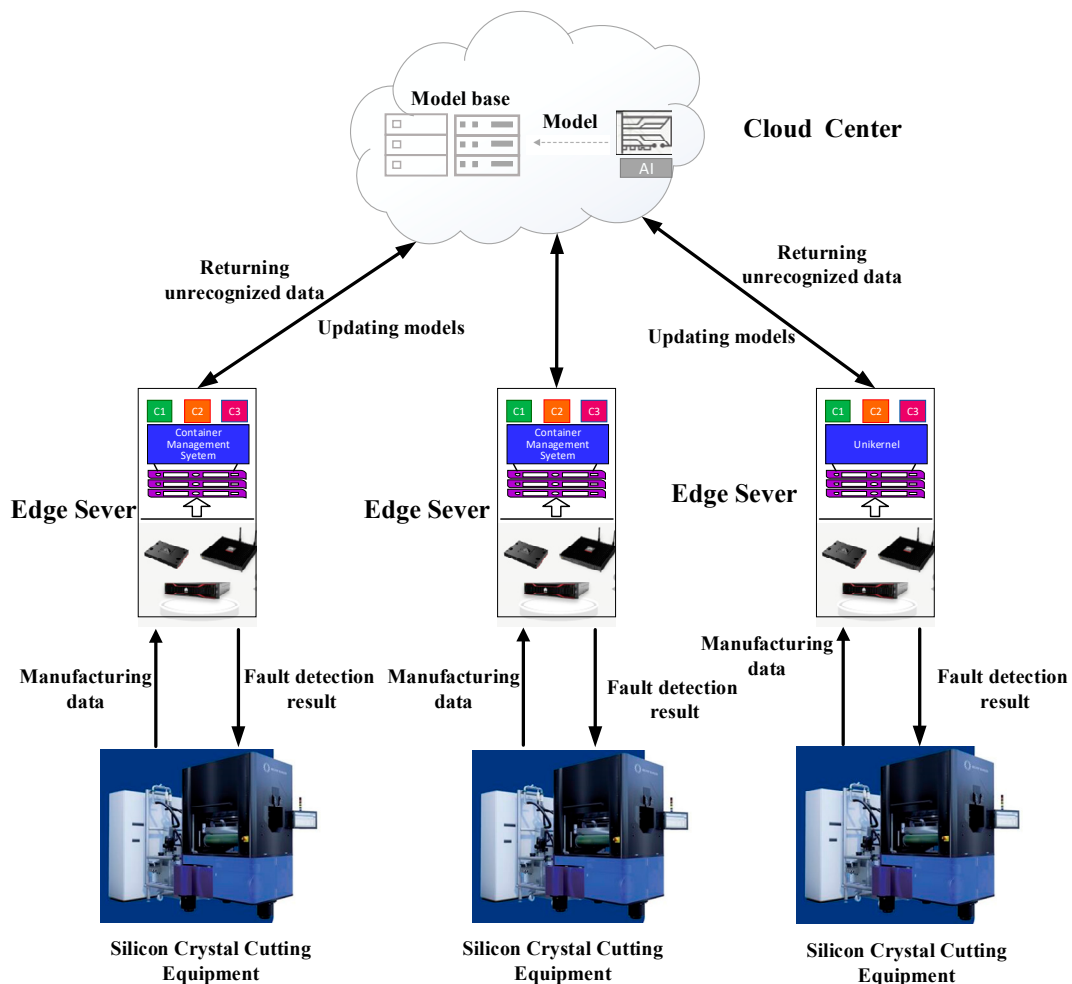 Model base
Model
AI
Cloud Center
Returning
unrecognized data
Updating models
Returning
unrecognized data
Updating models
C1 C2 C3
Container
Management
Syetem
Edge Sever
C1 C2 C3
Container
Management
Syetem
Edge Sever
C1 C2 C3
Unikernel
Edge Sever
Manufacturing
data
Fault detection
result
Manufacturing
data
Fault detection
result
Manufacturing
data
Fault detection
result
Silicon Crystal Cutting
Equipment
Silicon Crystal Cutting
Equipment
Silicon Crystal Cutting
Equipment